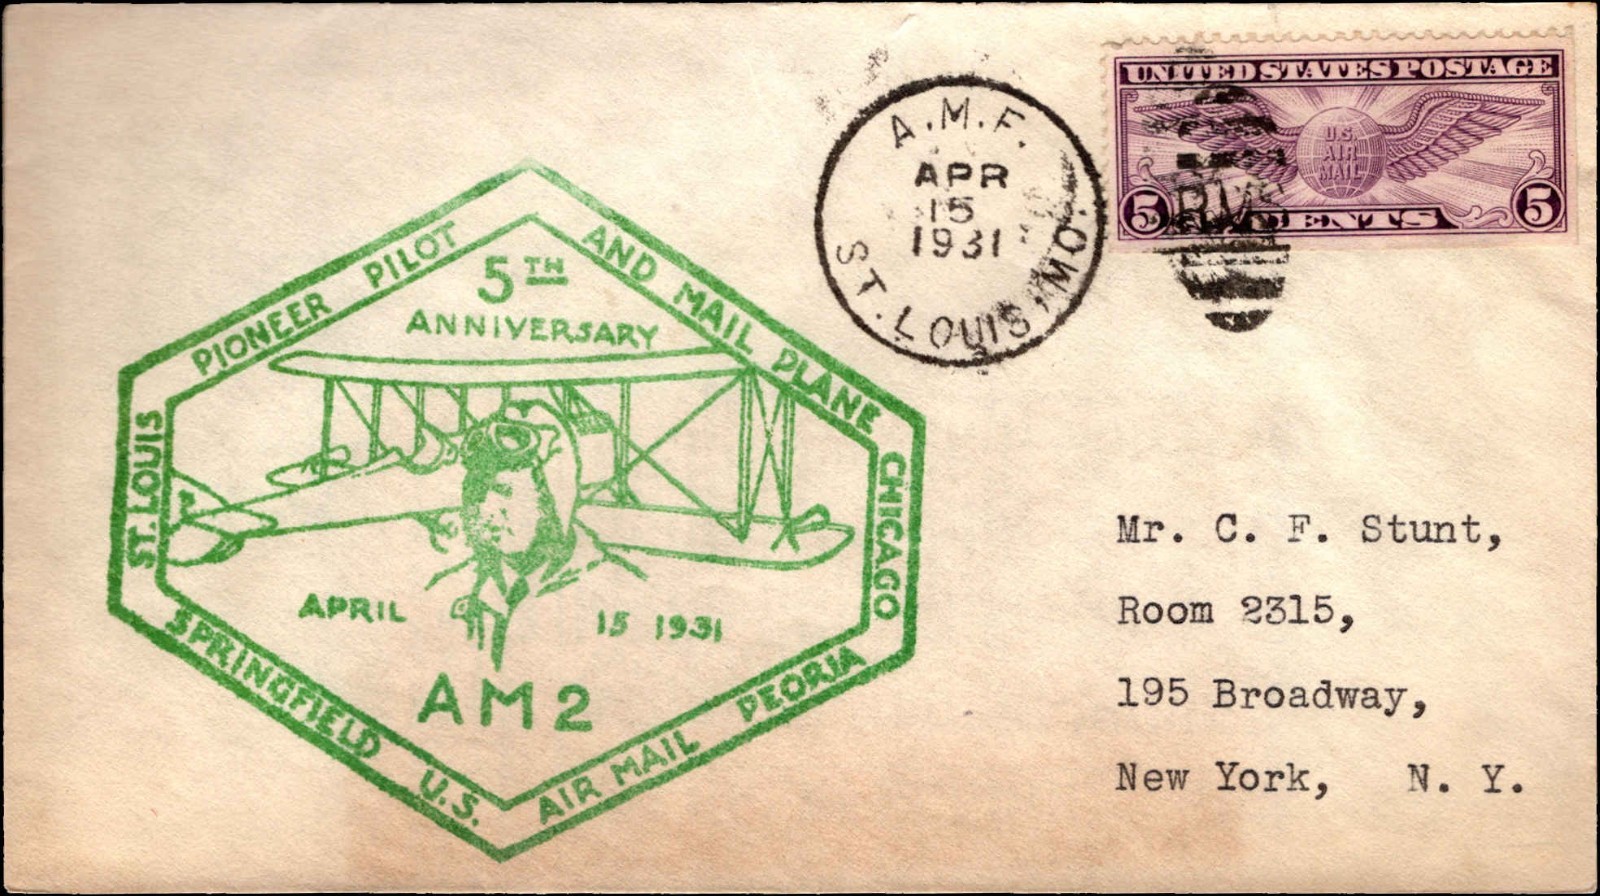 UNITED STATES POSTAGE
U.S.
AIR
MAIL
5 CENTS 5
A.M.F.
APR
15
1931
ST. LOUIS, MO.
PIONEER PILOT AND MAIL PLANE
5TH
ANNIVERSARY
ST. LOUIS
CHICAGO
APRIL 15 1931
AM2
SPRINGFIELD U.S. AIR MAIL PEORIA
Mr. C. F. Stunt,
Room 2315,
195 Broadway,
New York, N. Y.